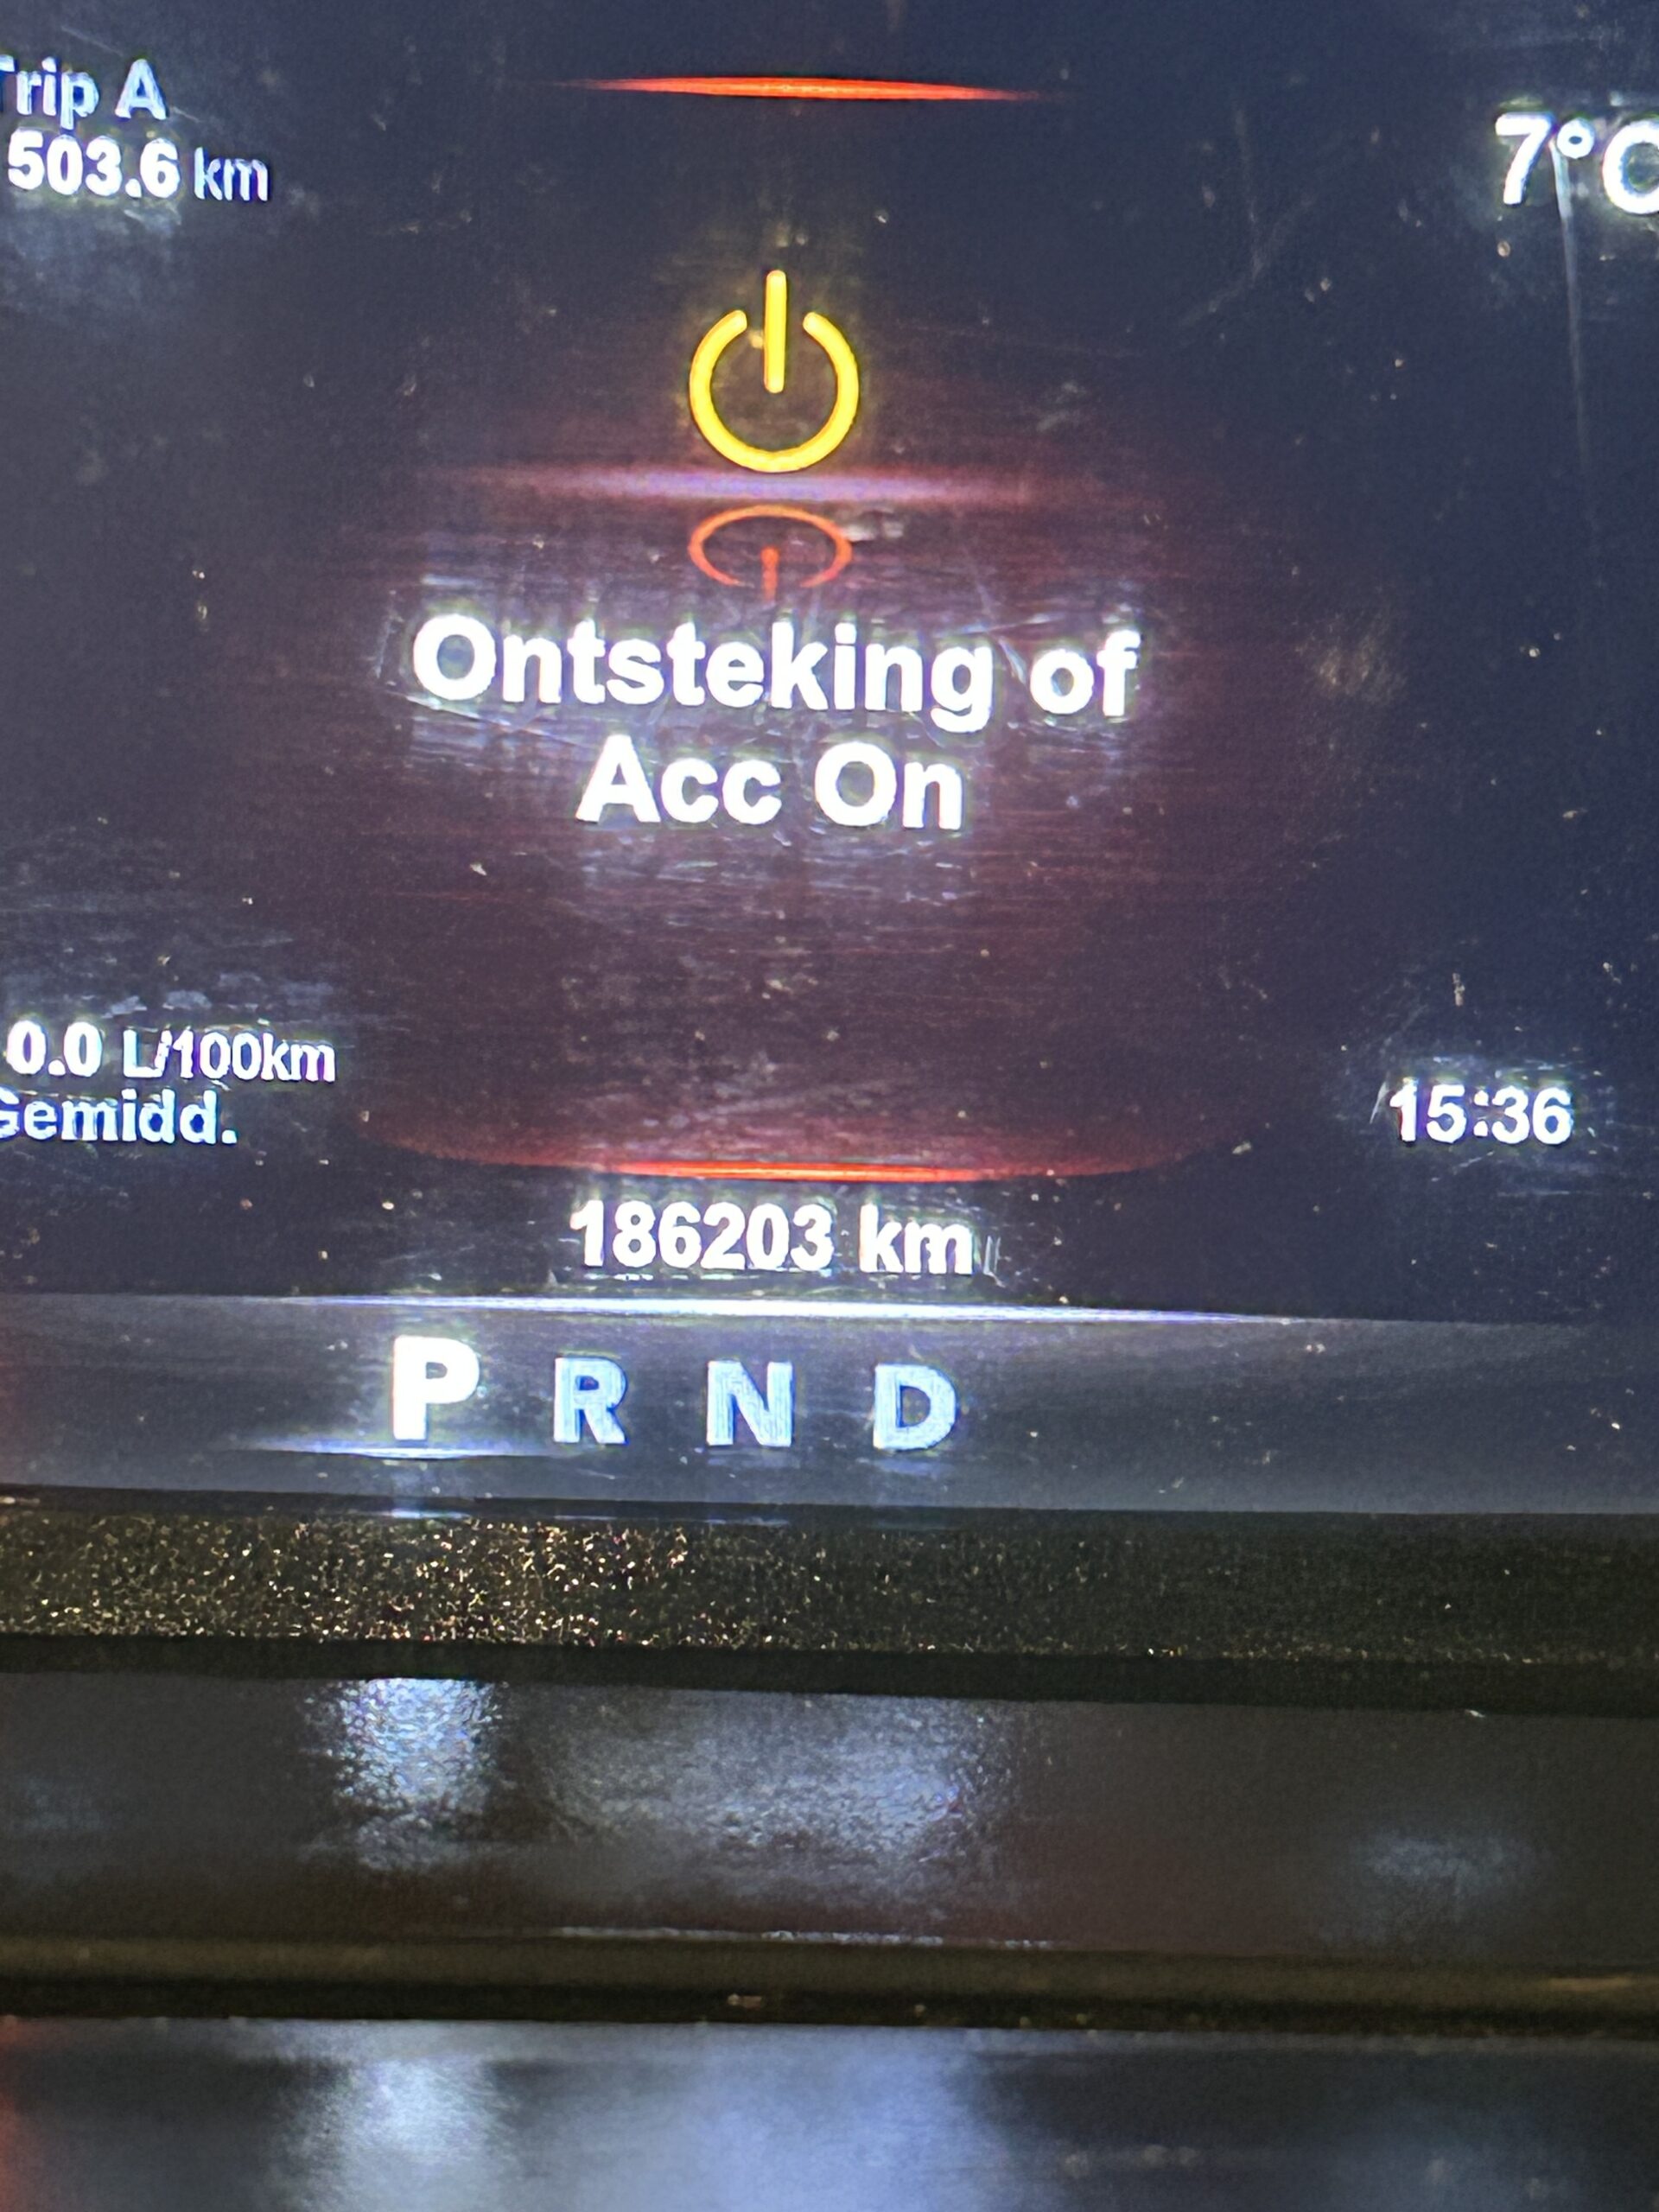 Trip A
503.6 km
7°C
Ontsteking of
Acc On
0.0 L/100km
Gemidd.
15:36
186203 km
P R N D